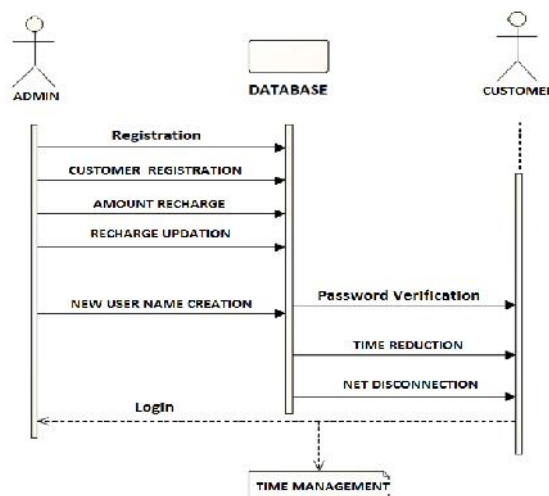 ADMIN
DATABASE
CUSTOMER
Registration
CUSTOMER REGISTRATION
AMOUNT RECHARGE
RECHARGE UPDATION
NEW USER NAME CREATION
Password Verification
TIME REDUCTION
NET DISCONNECTION
Login
TIME MANAGEMENT